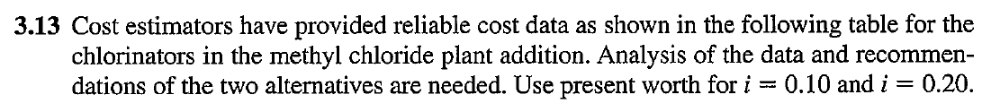 3.13 Cost estimators have provided reliable cost data as shown in the following table for the
chlorinators in the methyl chloride plant addition. Analysis of the data and recommen-
dations of the two alternatives are needed. Use present worth for i = 0.10 and i = 0.20.